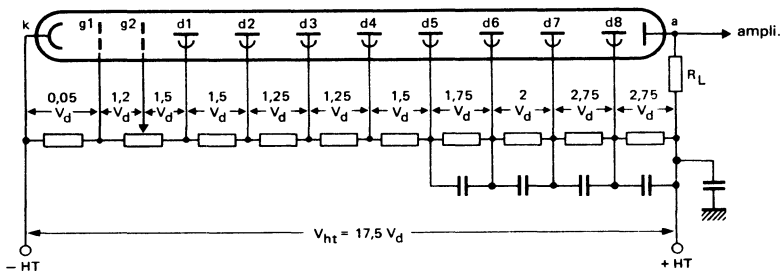 k g1 g2 d1 d2 d3 d4 d5 d6 d7 d8 a
ampli.
R_L
0,05 V_d
1,2 V_d
1,5 V_d
1,5 V_d
1,25 V_d
1,25 V_d
1,5 V_d
1,75 V_d
2 V_d
2,75 V_d
2,75 V_d
V_ht = 17,5 V_d
– HT
+ HT